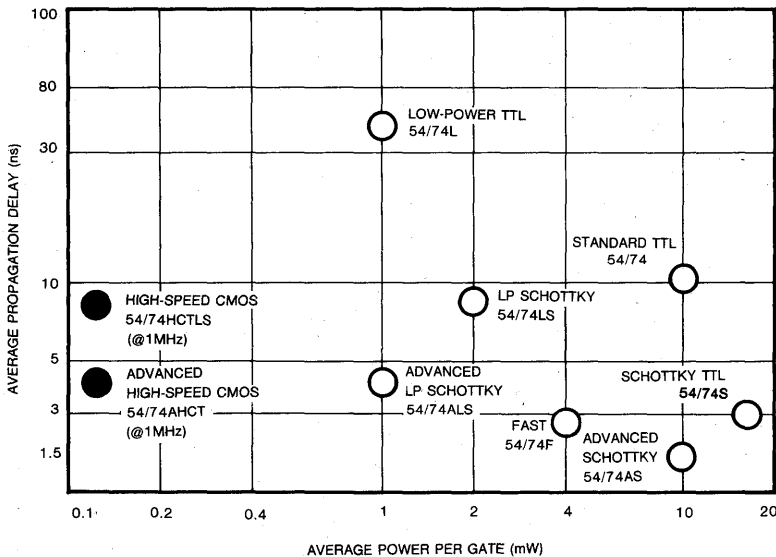 100
80
30
10
5
3
1.5
AVERAGE PROPAGATION DELAY (ns)
LOW-POWER TTL
54/74L
STANDARD TTL
54/74
HIGH-SPEED CMOS
54/74HCTLS
(@1MHz)
LP SCHOTTKY
54/74LS
ADVANCED
HIGH-SPEED CMOS
54/74AHCT
(@1MHz)
ADVANCED
LP SCHOTTKY
54/74ALS
SCHOTTKY TTL
54/74S
FAST
54/74F
ADVANCED
SCHOTTKY
54/74AS
0.1
0.2
0.4
1
2
4
10
20
AVERAGE POWER PER GATE (mW)